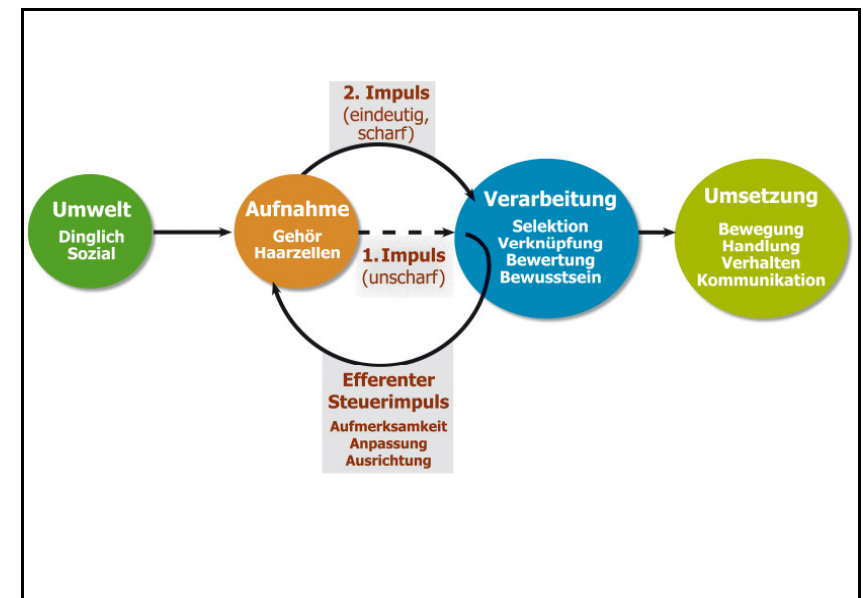 2. Impuls
(eindeutig,
scharf)
Umwelt
Dinglich
Sozial
Aufnahme
Gehör
Haarzellen
1. Impuls
(unscharf)
Verarbeitung
Selektion
Verknüpfung
Bewertung
Bewusstsein
Umsetzung
Bewegung
Handlung
Verhalten
Kommunikation
Efferenter
Steuerimpuls
Aufmerksamkeit
Anpassung
Ausrichtung